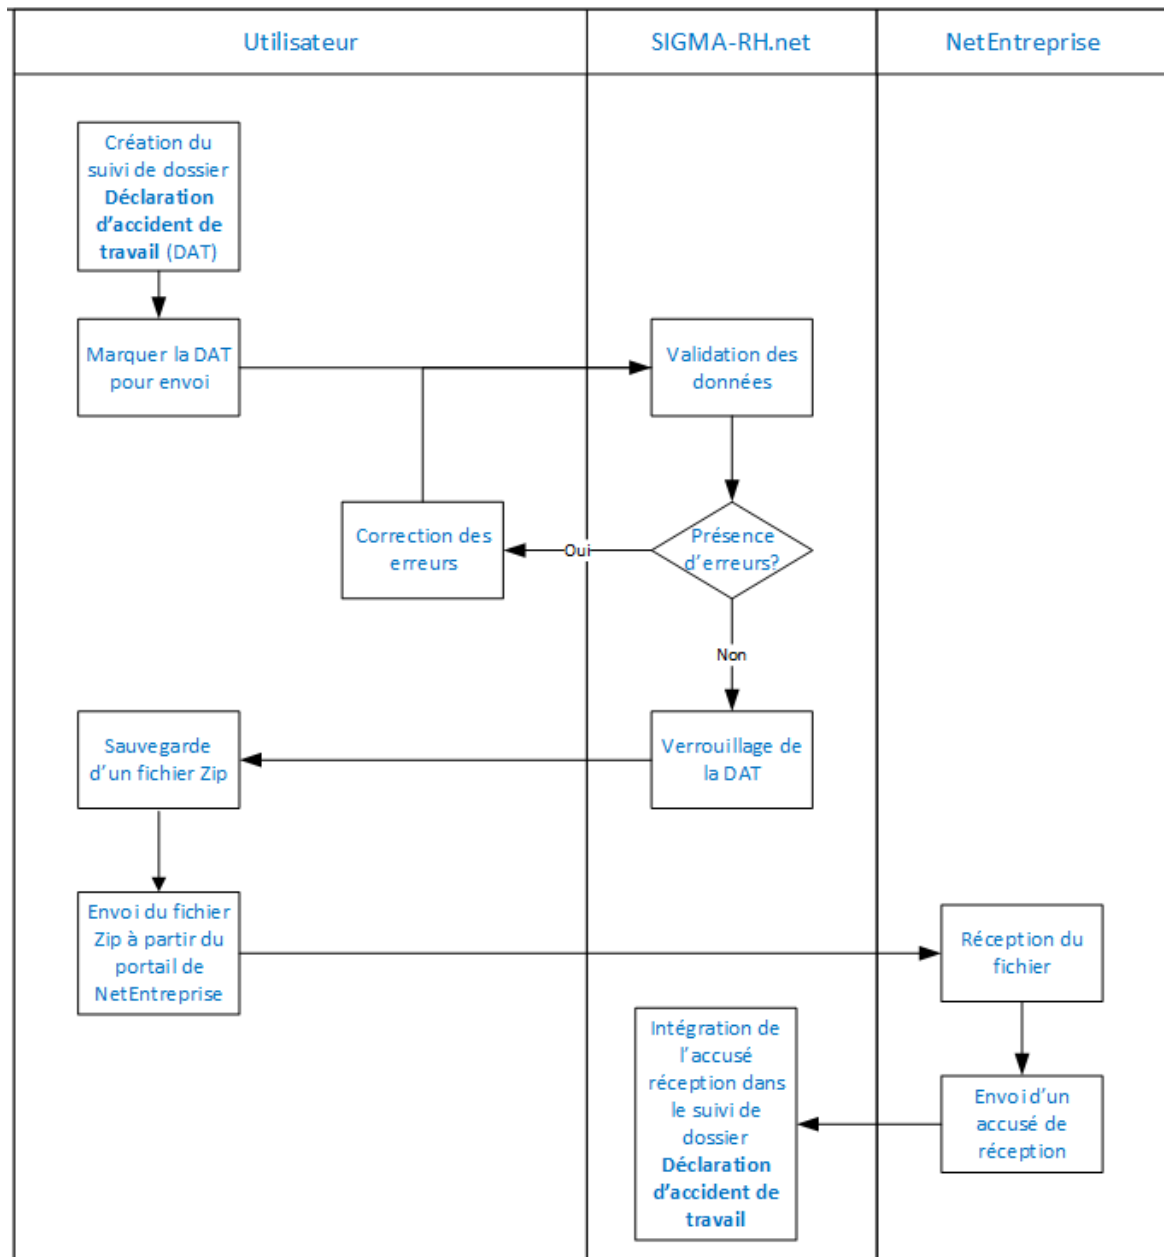 Utilisateur
SIGMA-RH.net
NetEntreprise
Création du
suivi de dossier
Déclaration
d'accident de
travail (DAT)
Marquer la DAT
pour envoi
Validation des
données
Correction des
erreurs
Oui
Présence
d'erreurs?
Non
Sauvegarde
d'un fichier Zip
Verrouillage de
la DAT
Envoi du fichier
Zip à partir du
portail de
NetEntreprise
Réception du
fichier
Intégration de
l'accusé
réception dans
le suivi de
dossier
Déclaration
d'accident de
travail
Envoi d'un
accusé de
réception